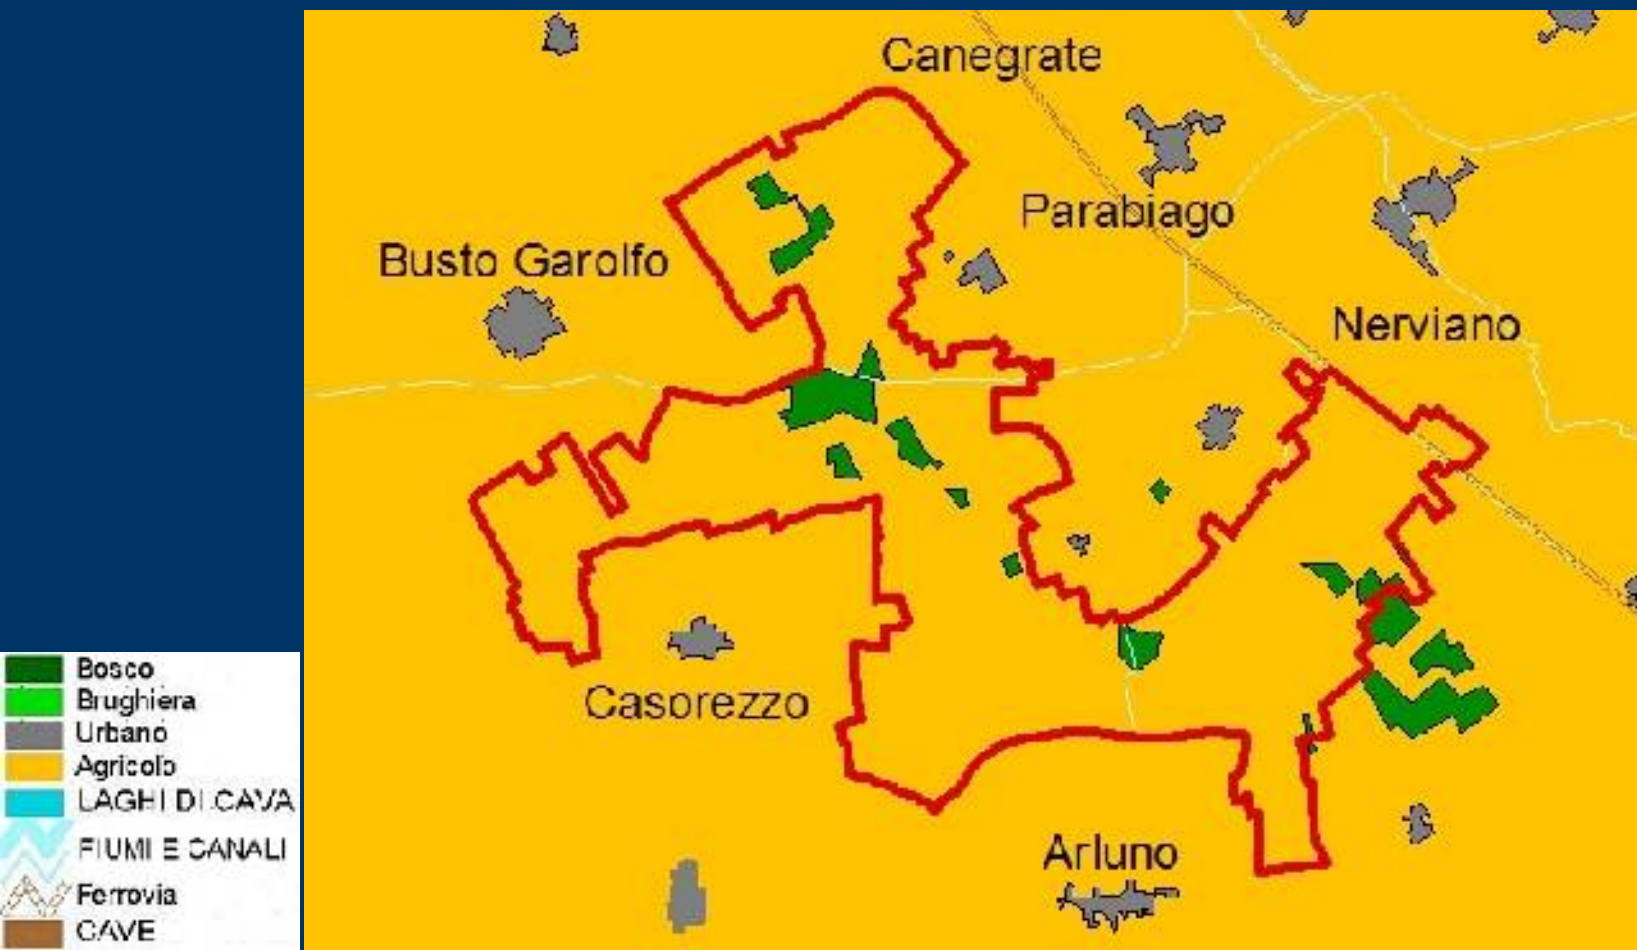 Canegrate
Parabiago
Busto Garolfo
Nerviano
Casorezzo
Arluno
Bosco
Brughiera
Urbano
Agricolo
LAGHI DI CAVA
FIUMI E CANALI
Ferrovia
CAVE